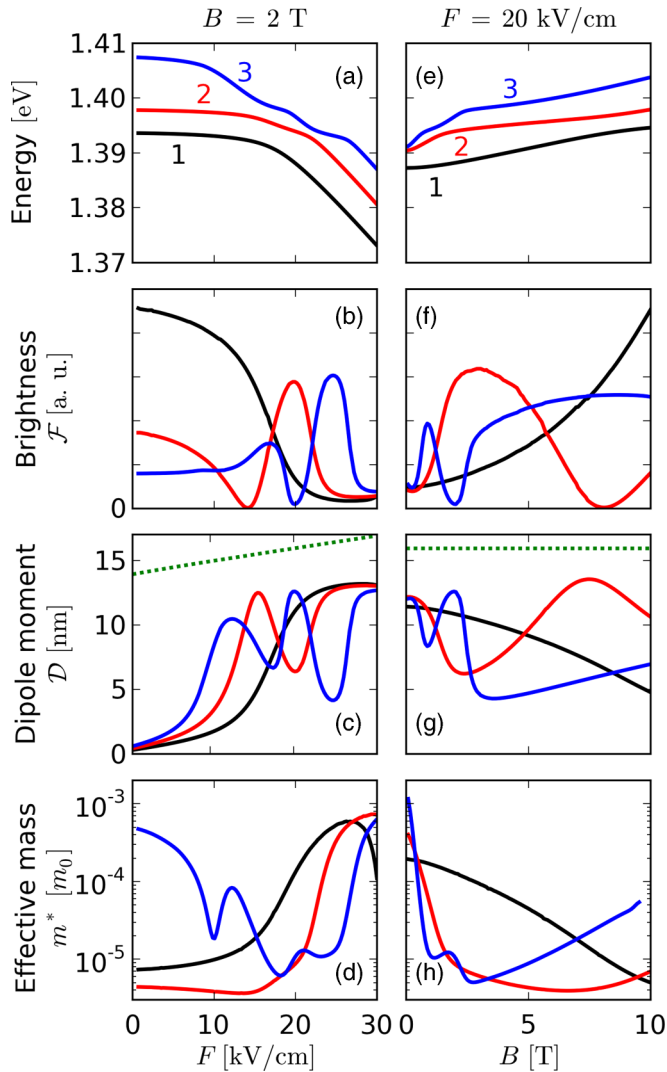 B = 2 T
F = 20 kV/cm
Energy [eV]
1.41
1.40
1.39
1.38
1.37
(a)
3
2
1
(e)
3
2
1
Brightness
𝓕 [a. u.]
0
(b)
(f)
Dipole moment
𝒟 [nm]
15
10
5
0
(c)
(g)
Effective mass
m* [m₀]
10⁻³
10⁻⁴
10⁻⁵
(d)
(h)
0 10 20 30
F [kV/cm]
0 5 10
B [T]